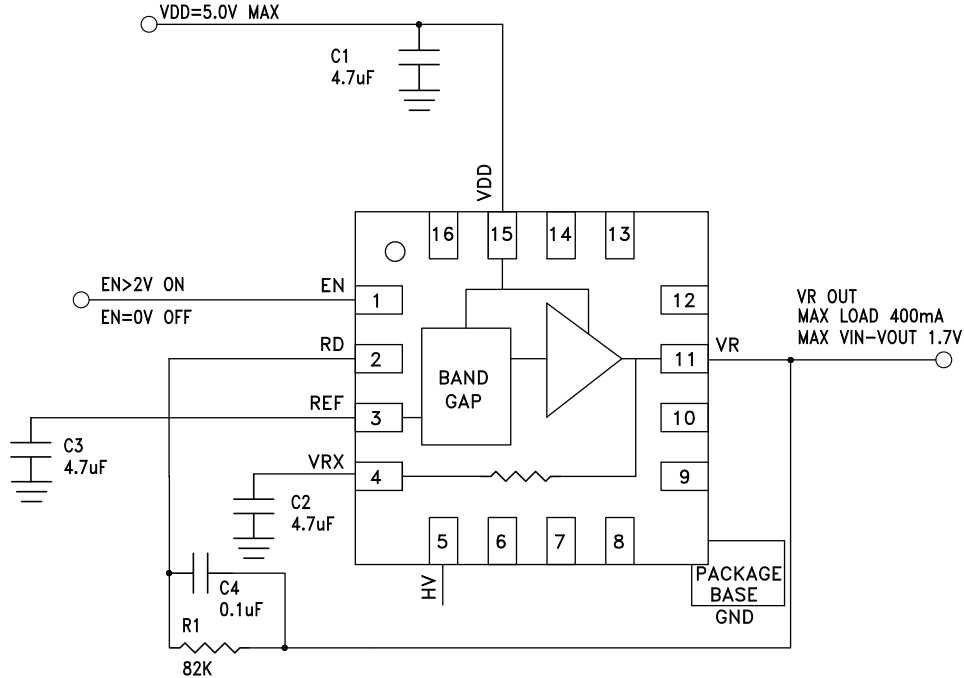 VDD=5.0V MAX
C1
4.7uF
VDD
16
15
14
13
EN>2V ON
EN
1
12
EN=0V OFF
VR OUT
MAX LOAD 400mA
MAX VIN-VOUT 1.7V
RD
2
11
VR
BAND
GAP
REF
3
10
C3
4.7uF
VRX
4
9
C2
4.7uF
5
6
7
8
HV
PACKAGE
BASE
GND
C4
0.1uF
R1
82K